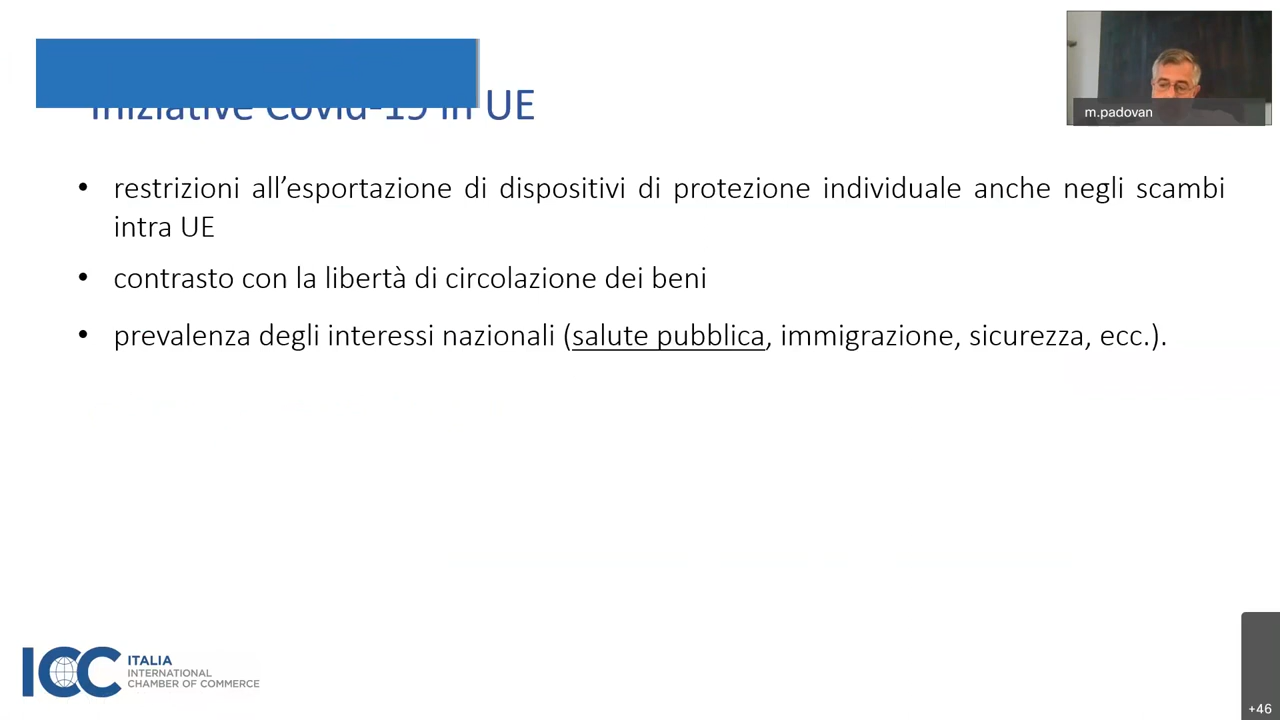 Iniziative Covid-19 in UE
m.padovan
• restrizioni all’esportazione di dispositivi di protezione individuale anche negli scambi
intra UE
• contrasto con la libertà di circolazione dei beni
• prevalenza degli interessi nazionali (salute pubblica, immigrazione, sicurezza, ecc.).
ICC ITALIA
INTERNATIONAL
CHAMBER OF COMMERCE
+46